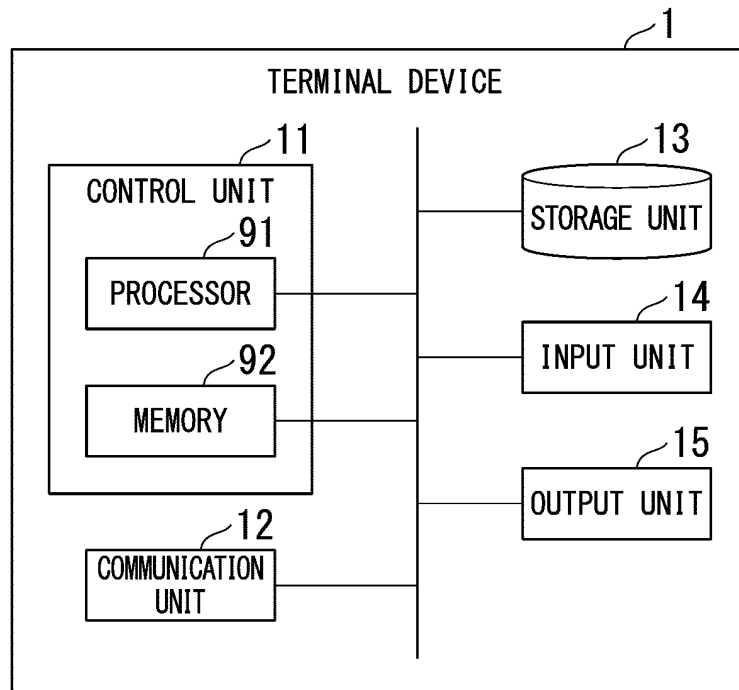 1
TERMINAL DEVICE
11
CONTROL UNIT
91
PROCESSOR
92
MEMORY
12
COMMUNICATION
UNIT
13
STORAGE UNIT
14
INPUT UNIT
15
OUTPUT UNIT